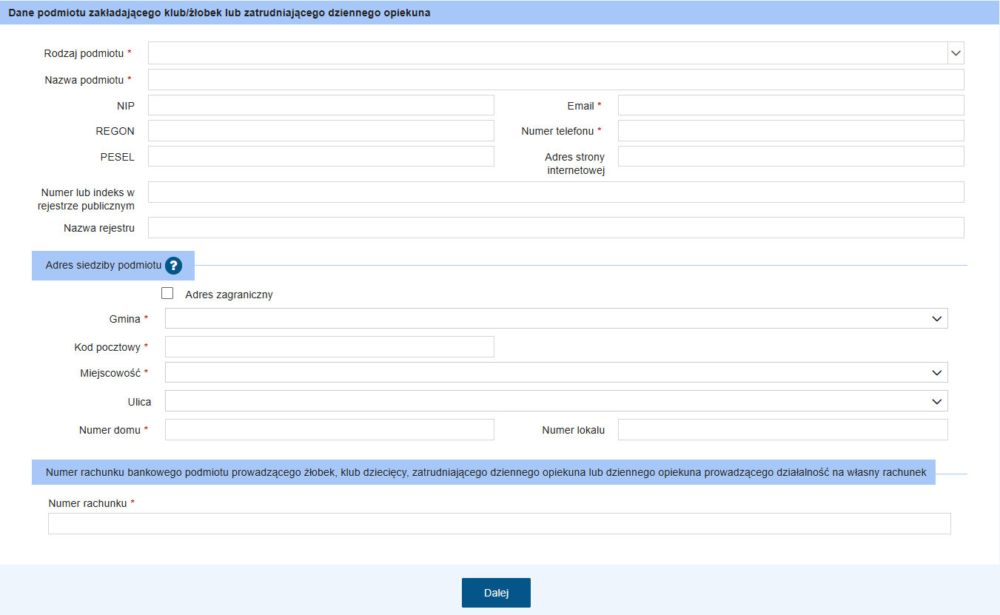 Dane podmiotu zakładającego klub/żłobek lub zatrudniającego dziennego opiekuna
Rodzaj podmiotu *
Nazwa podmiotu *
NIP
Email *
REGON
Numer telefonu *
PESEL
Adres strony
internetowej
Numer lub indeks w
rejestrze publicznym
Nazwa rejestru
Adres siedziby podmiotu ?
Adres zagraniczny
Gmina *
Kod pocztowy *
Miejscowość *
Ulica
Numer domu *
Numer lokalu
Numer rachunku bankowego podmiotu prowadzącego żłobek, klub dziecięcy, zatrudniającego dziennego opiekuna lub dziennego opiekuna prowadzącego działalność na własny rachunek
Numer rachunku *
Dalej